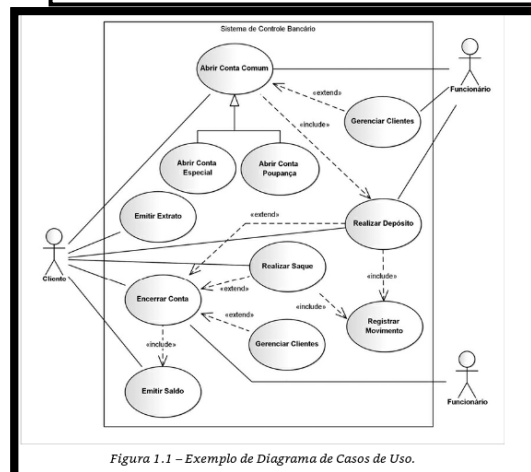 Sistema de Controle Bancário
Abrir Conta Comum
Funcionário
«extend»
Gerenciar Clientes
«include»
Abrir Conta
Especial
Abrir Conta
Poupança
Emitir Extrato
«extend»
Realizar Depósito
Cliente
Realizar Saque
«extend»
«include»
Encerrar Conta
«include»
Registrar
Movimento
«extend»
Gerenciar Clientes
«include»
Emitir Saldo
Funcionário
Figura 1.1 – Exemplo de Diagrama de Casos de Uso.